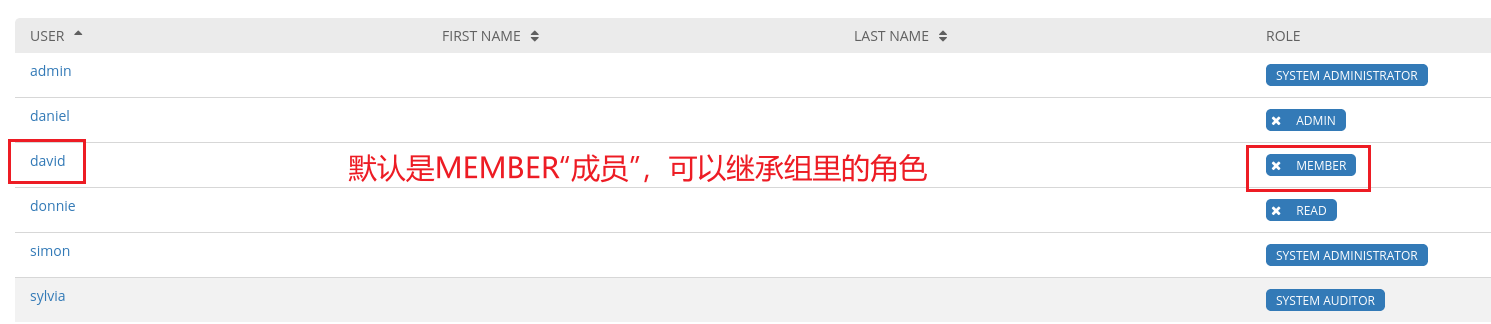 USER FIRST NAME LAST NAME ROLE
admin SYSTEM ADMINISTRATOR
daniel ADMIN
david 默认是MEMBER“成员”，可以继承组里的角色 MEMBER
donnie READ
simon SYSTEM ADMINISTRATOR
sylvia SYSTEM AUDITOR